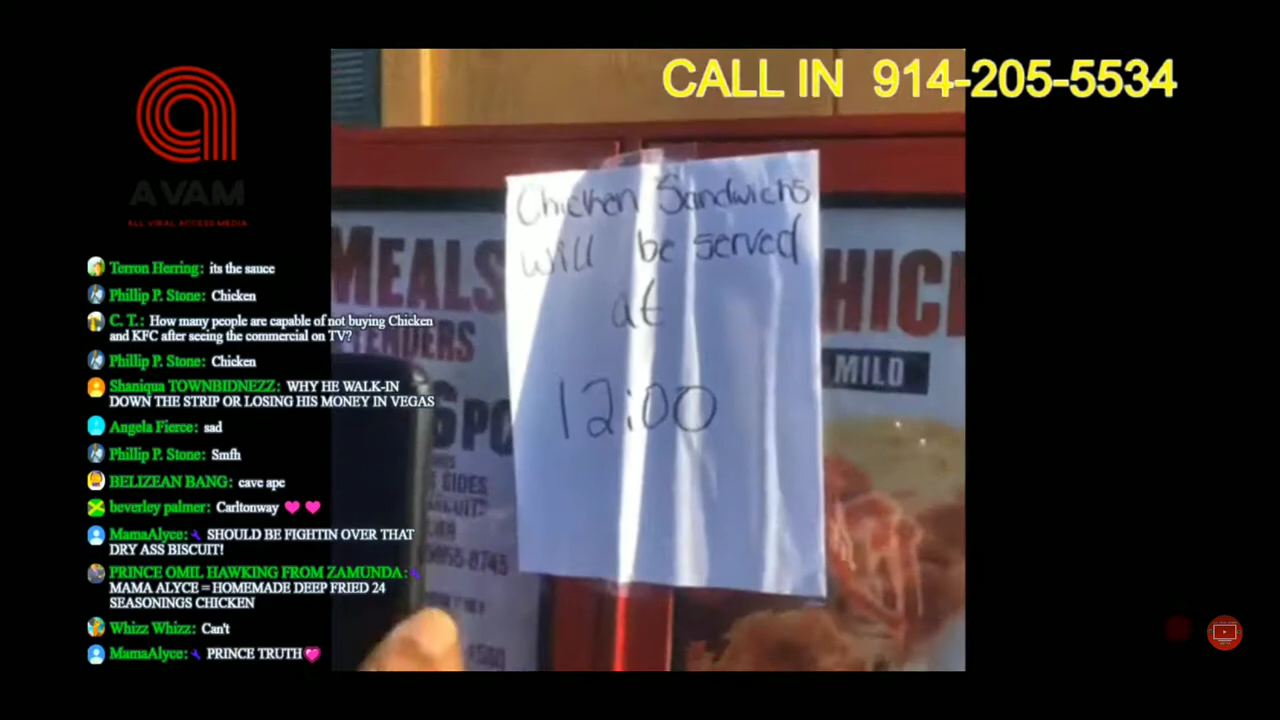 CALL IN 914-205-5534
AVAM
ALL VIRAL ACCESS MEDIA
Chicken Sandwichs
will be served
at
12:00
MEALS
TENDERS
HICK
MILD
SIDES
Terron Herring: its the sauce
Phillip P. Stone: Chicken
C. T.: How many people are capable of not buying Chicken
and KFC after seeing the commercial on TV?
Phillip P. Stone: Chicken
Shaniqua TOWNBIDNEZZ: WHY HE WALK-IN
DOWN THE STRIP OR LOSING HIS MONEY IN VEGAS
Angela Fierce: sad
Phillip P. Stone: Smfh
BELIZEAN BANG: cave ape
beverley palmer: Carltonway
MamaAlyce: SHOULD BE FIGHTIN OVER THAT
DRY ASS BISCUIT!
PRINCE OMIL HAWKING FROM ZAMUNDA:
MAMA ALYCE = HOMEMADE DEEP FRIED 24
SEASONINGS CHICKEN
Whizz Whizz: Can't
MamaAlyce: PRINCE TRUTH